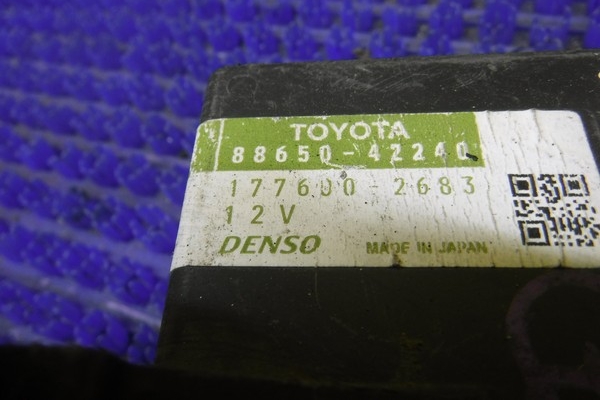 TOYOTA
88650-42240
177600-2683
12V
DENSO MADE IN JAPAN